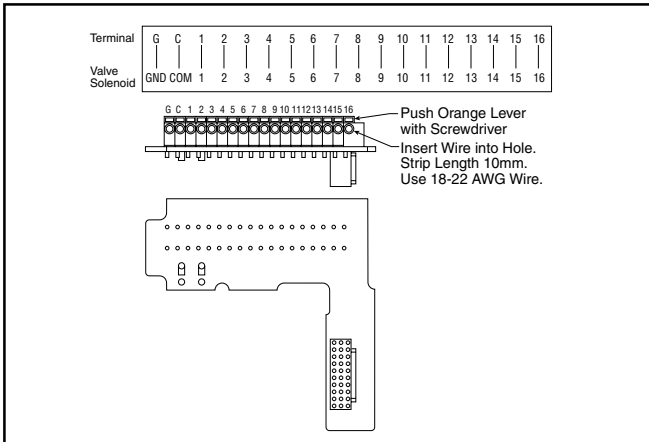 Terminal G C 1 2 3 4 5 6 7 8 9 10 11 12 13 14 15 16
Valve
Solenoid GND COM 1 2 3 4 5 6 7 8 9 10 11 12 13 14 15 16
G C 1 2 3 4 5 6 7 8 9 10 11 12 13 14 15 16
Push Orange Lever
with Screwdriver
Insert Wire into Hole.
Strip Length 10mm.
Use 18-22 AWG Wire.